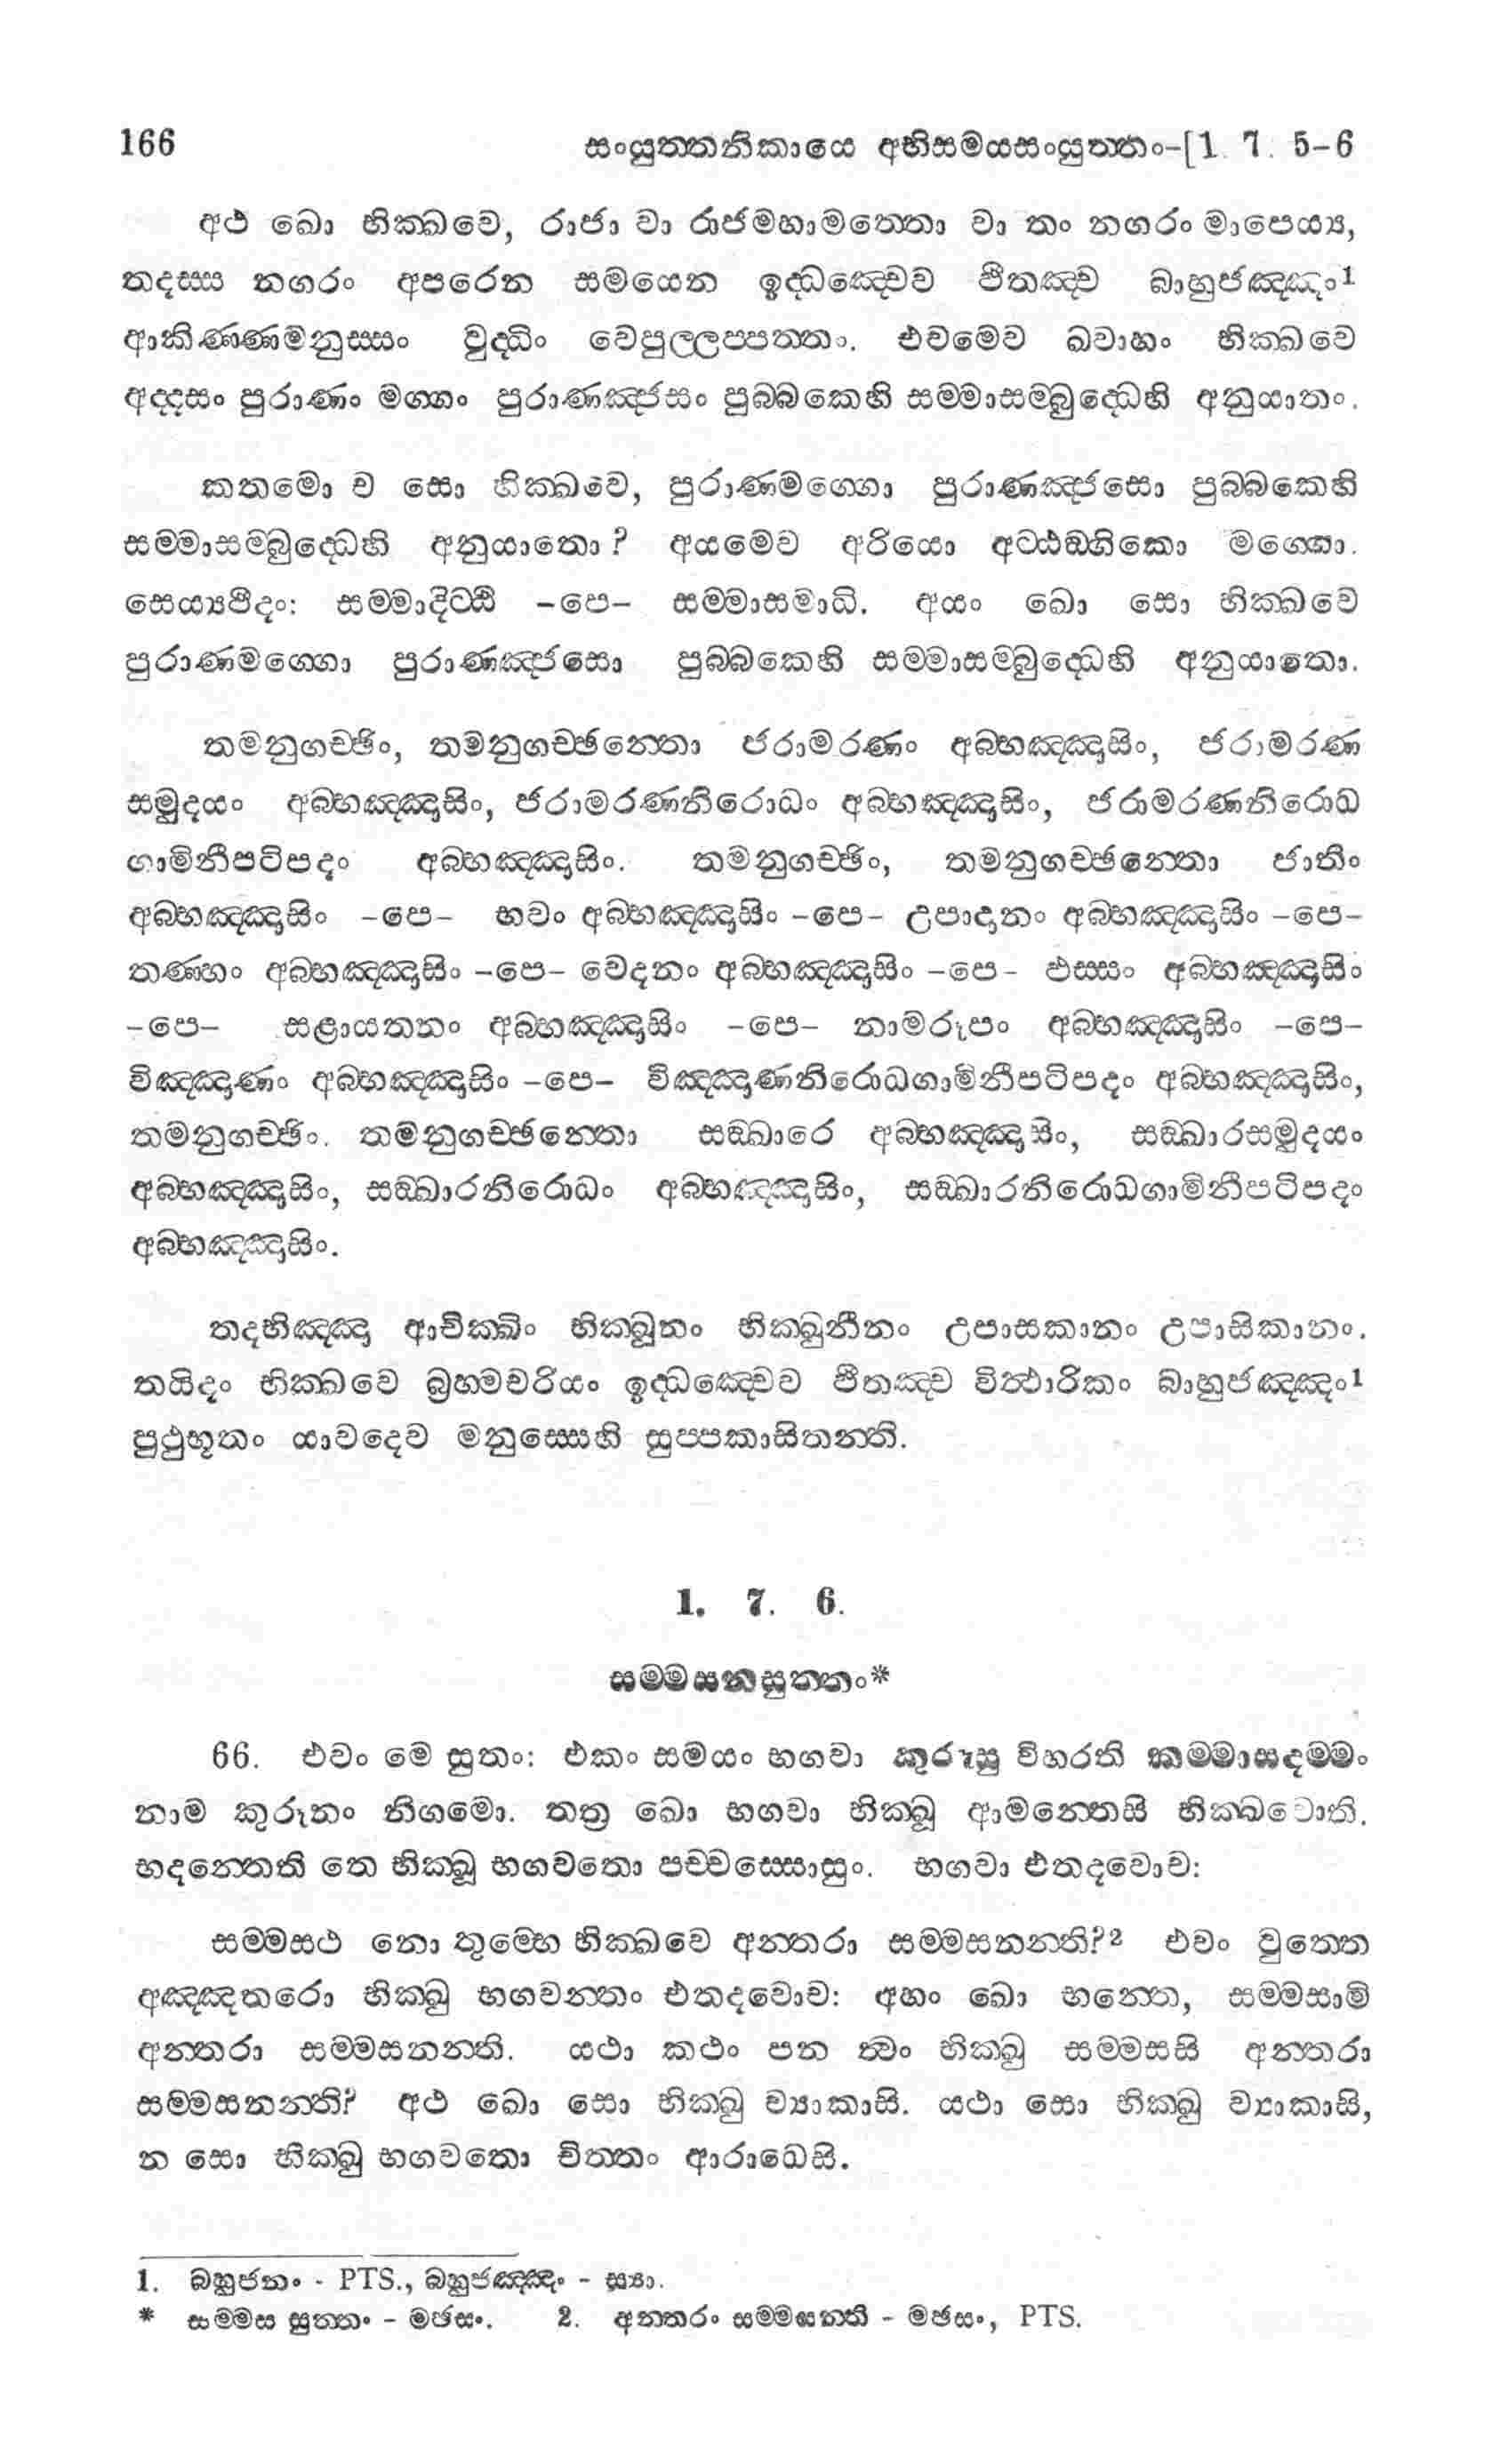 166 සංයුත්තනිකායෙ අභිසමයසංයුත්තං-[1. 7. 5-6
අථ ඛො භික්ඛවෙ, රාජා වා රාජමහාමත්තො වා තං නගරං මාපෙය්‍ය,
තදස්ස නගරං අපරෙන සමයෙන ඉද්ධඤ්චෙව ඵීතඤ්ච බාහුජඤ්ඤං1
ආකිණ්ණමනුස්සං වුද්ධිං වෙපුල්ලප්පත්තං. එවමෙව ඛ්වාහං භික්ඛවෙ
අද්දසං පුරාණං මග්ගං පුරාණඤ්ජසං පුබ්බකෙහි සම්මාසම්බුද්ධෙහි අනුයාතං.
කතමො ච සො භික්ඛවෙ, පුරාණමග්ගො පුරාණඤ්ජසො පුබ්බකෙහි
සම්මාසම්බුද්ධෙහි අනුයාතො? අයමෙව අරියො අට්ඨඞ්ගිකො මග්ගො.
සෙය්‍යථිදං: සම්මාදිට්ඨි -පෙ- සම්මාසමාධි. අයං ඛො සො භික්ඛවෙ
පුරාණමග්ගො පුරාණඤ්ජසො පුබ්බකෙහි සම්මාසම්බුද්ධෙහි අනුයාතො.
තමනුගච්ඡිං, තමනුගච්ඡන්තො ජරාමරණං අබ්භඤ්ඤාසිං, ජරාමරණ
සමුදයං අබ්භඤ්ඤාසිං, ජරාමරණනිරොධං අබ්භඤ්ඤාසිං, ජරාමරණනිරොධ
ගාමිනීපටිපදං අබ්භඤ්ඤාසිං. තමනුගච්ඡිං, තමනුගච්ඡන්තො ජාතිං
අබ්භඤ්ඤාසිං -පෙ- භවං අබ්භඤ්ඤාසිං -පෙ- උපාදානං අබ්භඤ්ඤාසිං -පෙ-
තණ්හං අබ්භඤ්ඤාසිං -පෙ- වෙදනං අබ්භඤ්ඤාසිං -පෙ- ඵස්සං අබ්භඤ්ඤාසිං
-පෙ- සළායතනං අබ්භඤ්ඤාසිං -පෙ- නාමරූපං අබ්භඤ්ඤාසිං -පෙ-
විඤ්ඤාණං අබ්භඤ්ඤාසිං -පෙ- විඤ්ඤාණනිරොධගාමිනීපටිපදං අබ්භඤ්ඤාසිං,
තමනුගච්ඡිං. තමනුගච්ඡන්තො සඞ්ඛාරෙ අබ්භඤ්ඤාසිං, සඞ්ඛාරසමුදයං
අබ්භඤ්ඤාසිං, සඞ්ඛාරනිරොධං අබ්භඤ්ඤාසිං, සඞ්ඛාරනිරොධගාමිනීපටිපදං
අබ්භඤ්ඤාසිං.
තදභිඤ්ඤා ආචික්ඛිං භික්ඛූනං භික්ඛුනීනං උපාසකානං උපාසිකානං.
තයිදං භික්ඛවෙ බ්‍රහ්මචරියං ඉද්ධඤ්චෙව ඵීතඤ්ච විත්ථාරිකං බාහුජඤ්ඤං1
පුථුභූතං යාවදෙව මනුස්සෙහි සුප්පකාසිතන්ති.
1. 7. 6.
සම්මසනසුත්තං*
66. එවං මෙ සුතං: එකං සමයං භගවා කුරූසු විහරති කම්මාසදම්මං
නාම කුරූනං නිගමො. තත්‍ර ඛො භගවා භික්ඛූ ආමන්තෙසි භික්ඛවොති.
භදන්තෙති තෙ භික්ඛූ භගවතො පච්චස්සොසුං. භගවා එතදවොච:
සම්මසථ නො තුම්හෙ භික්ඛවෙ අන්තරා සම්මසනන්ති?2 එවං වුත්තෙ
අඤ්ඤතරො භික්ඛු භගවන්තං එතදවොච: අහං ඛො භන්තෙ, සම්මසාමි
අන්තරා සම්මසනන්ති. යථා කථං පන ත්වං භික්ඛු සම්මසසි අන්තරා
සම්මසනන්ති? අථ ඛො සො භික්ඛු ව්‍යාකාසි. යථා සො භික්ඛු ව්‍යාකාසි,
න සො භික්ඛු භගවතො චිත්තං ආරාධෙසි.
1. බහුජනං - PTS., බහුජඤ්ඤං - ස්‍යා.
* සම්මස සුත්තං - මඡසං. 2. අනතරං සම්මසනන්ති - මඡසං, PTS.